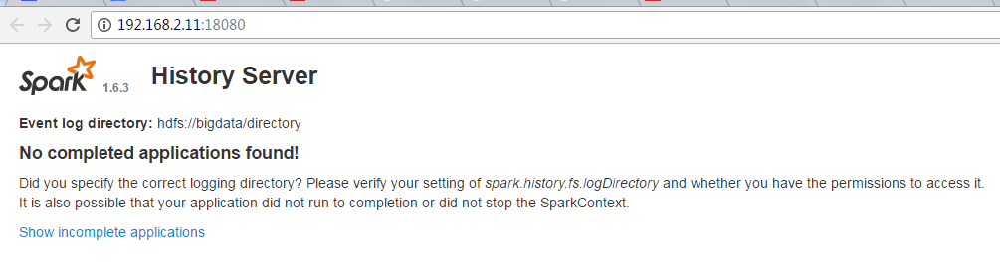 192.168.2.11:18080
Spark 1.6.3 History Server
Event log directory: hdfs://bigdata/directory
No completed applications found!
Did you specify the correct logging directory? Please verify your setting of spark.history.fs.logDirectory and whether you have the permissions to access it.
It is also possible that your application did not run to completion or did not stop the SparkContext.
Show incomplete applications